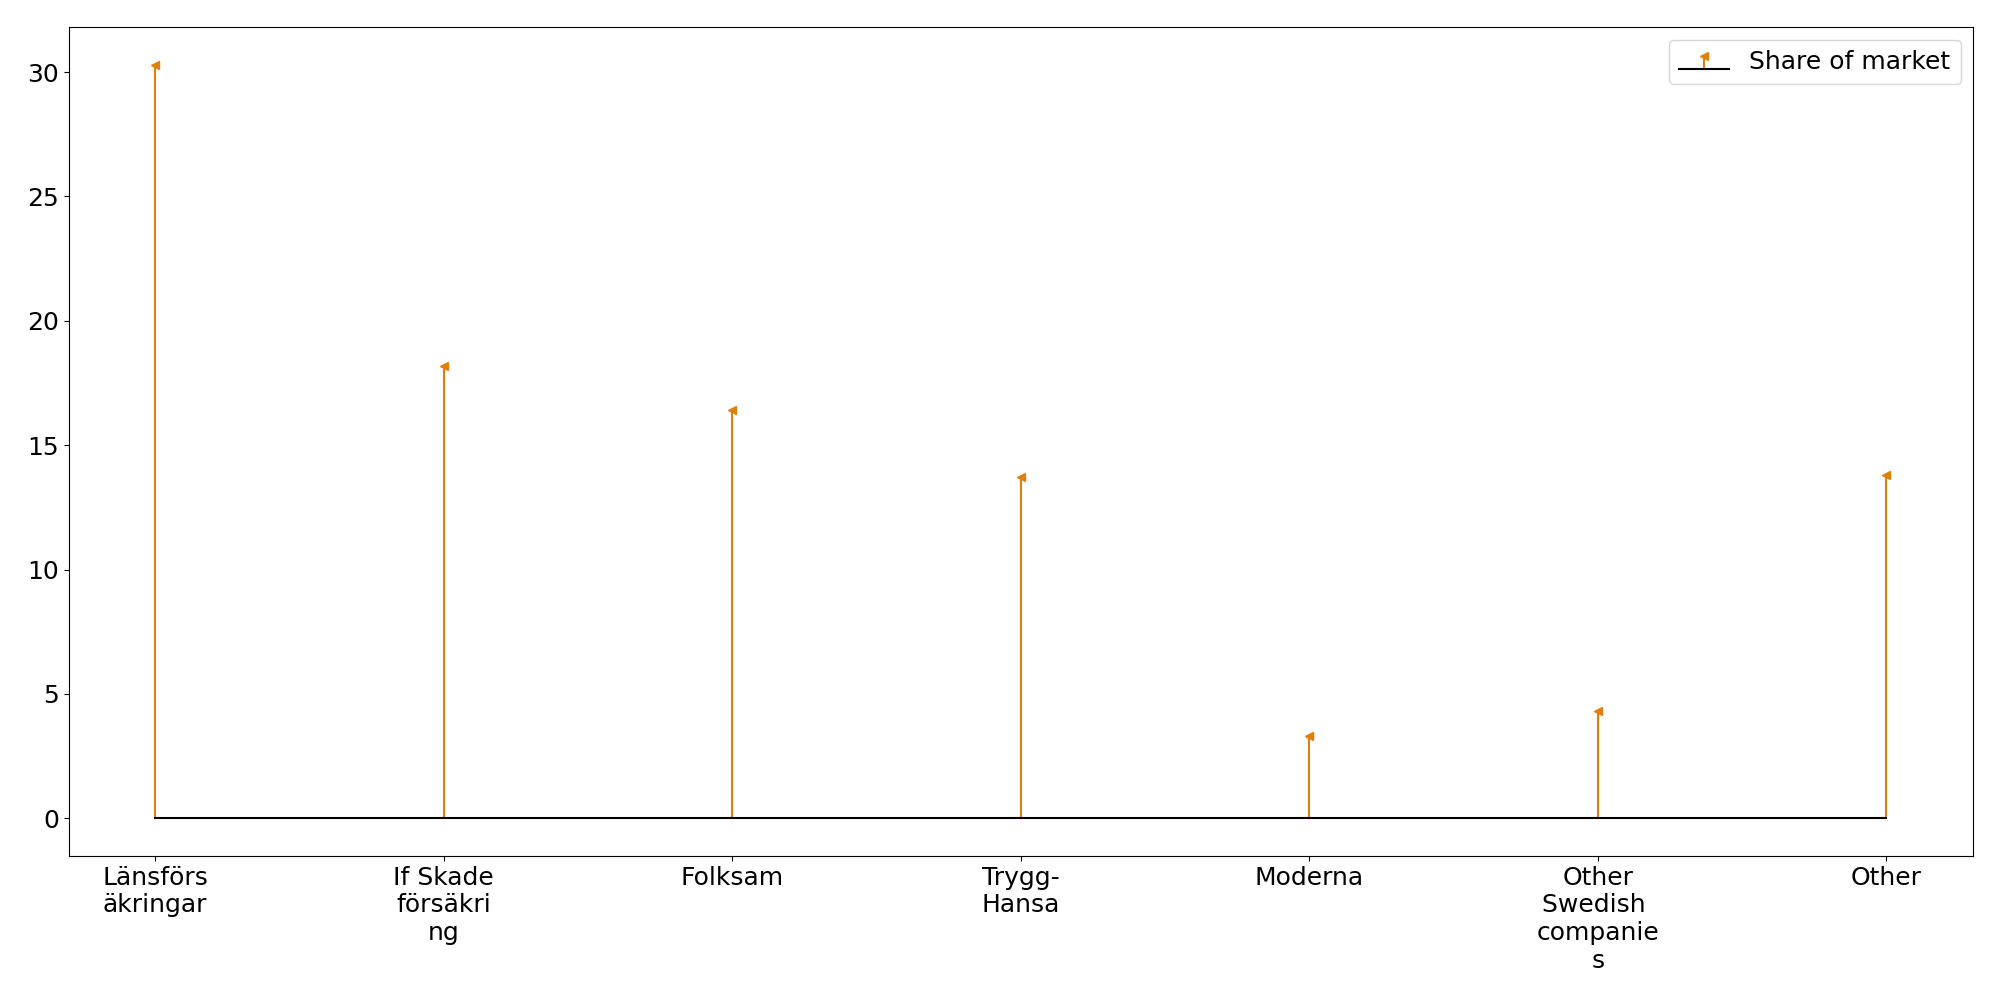 Share of market
30
25
20
15
10
5
0
Länsförs
äkringar
If Skade
försäkri
ng
Folksam
Trygg-
Hansa
Moderna
Other
Swedish
companie
s
Other